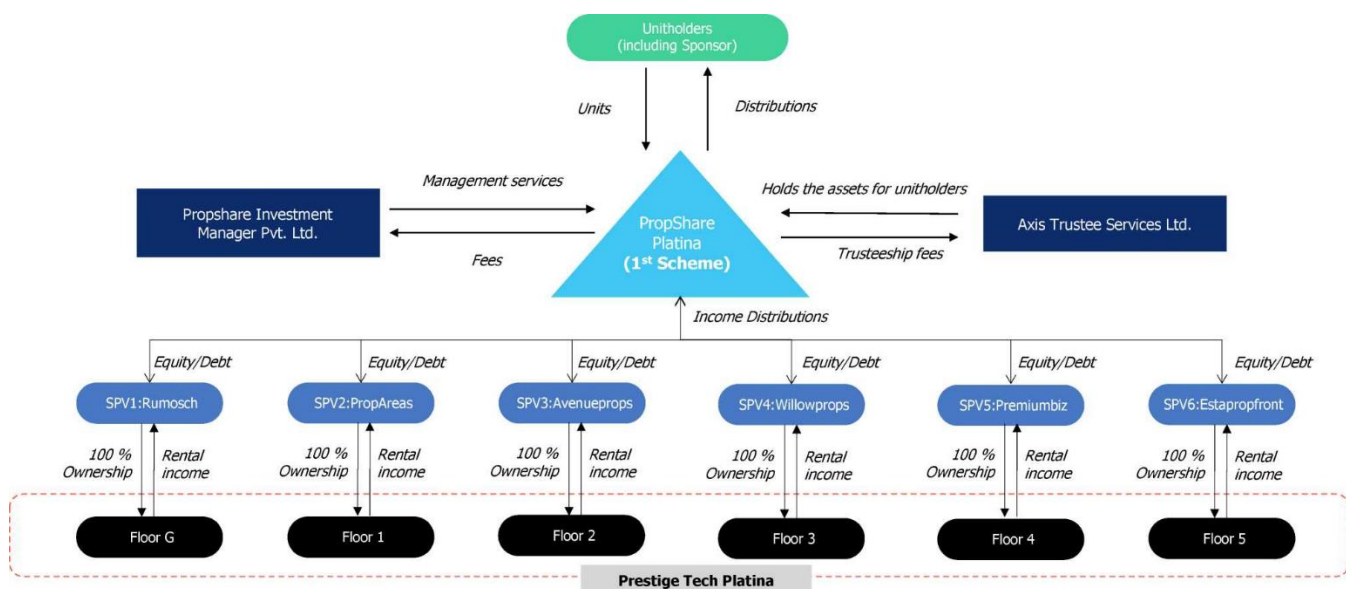 Unitholders
(including Sponsor)
Units
Distributions
Management services
Holds the assets for unitholders
Propshare Investment
Manager Pvt. Ltd.
PropShare
Platina
(1st Scheme)
Axis Trustee Services Ltd.
Fees
Trusteeship fees
Income Distributions
Equity/Debt
Equity/Debt
Equity/Debt
Equity/Debt
Equity/Debt
Equity/Debt
SPV1:Rumosch
SPV2:PropAreas
SPV3:Avenueprops
SPV4:Willowprops
SPV5:Premiumbiz
SPV6:Estapropfront
100 %
Ownership
Rental
income
100 %
Ownership
Rental
income
100 %
Ownership
Rental
income
100 %
Ownership
Rental
income
100 %
Ownership
Rental
income
100 %
Ownership
Rental
income
Floor G
Floor 1
Floor 2
Floor 3
Floor 4
Floor 5
Prestige Tech Platina